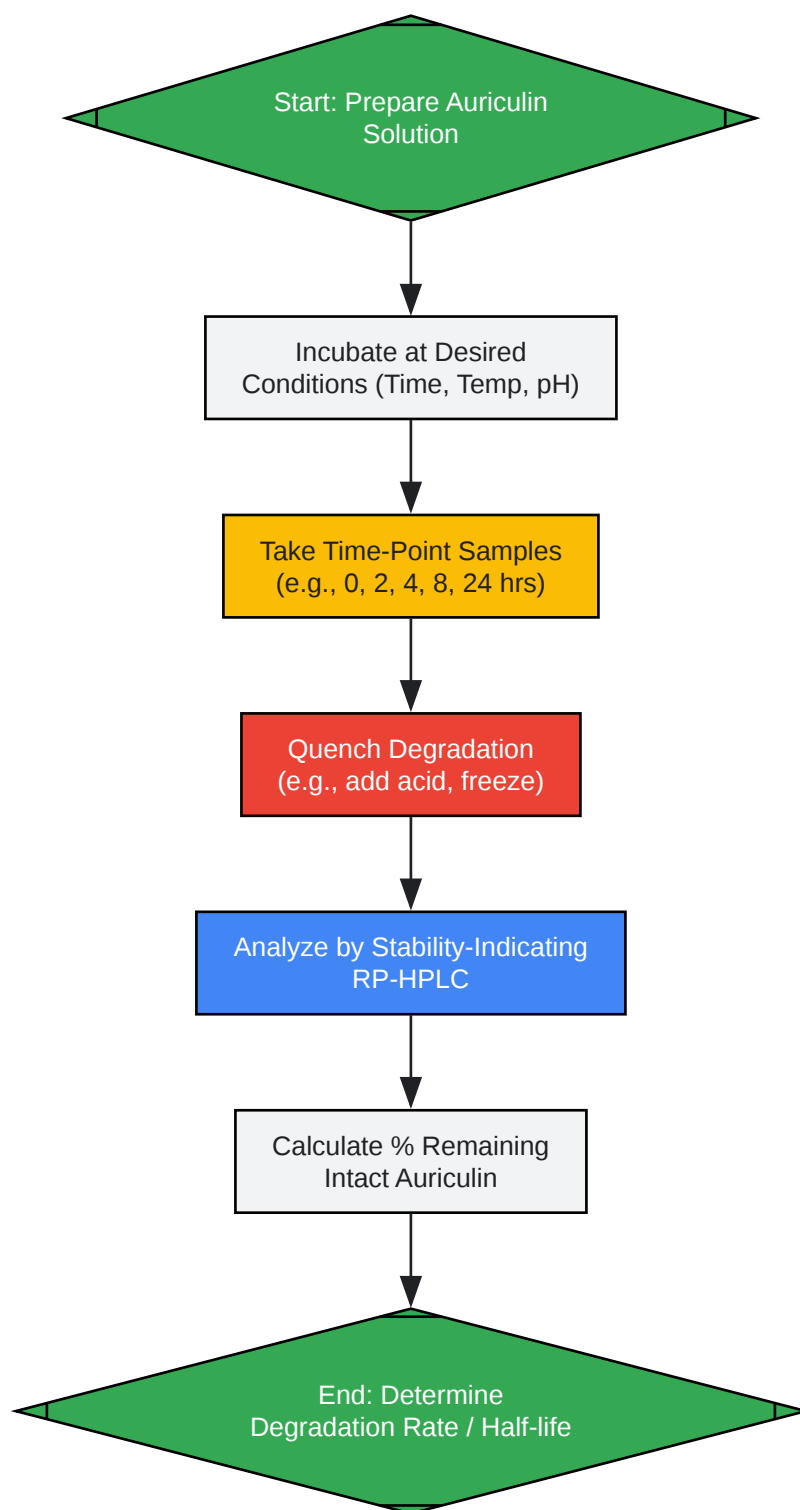 Start: Prepare Auriculin
Solution
Incubate at Desired
Conditions (Time, Temp, pH)
Take Time-Point Samples
(e.g., 0, 2, 4, 8, 24 hrs)
Quench Degradation
(e.g., add acid, freeze)
Analyze by Stability-Indicating
RP-HPLC
Calculate % Remaining
Intact Auriculin
End: Determine
Degradation Rate / Half-life